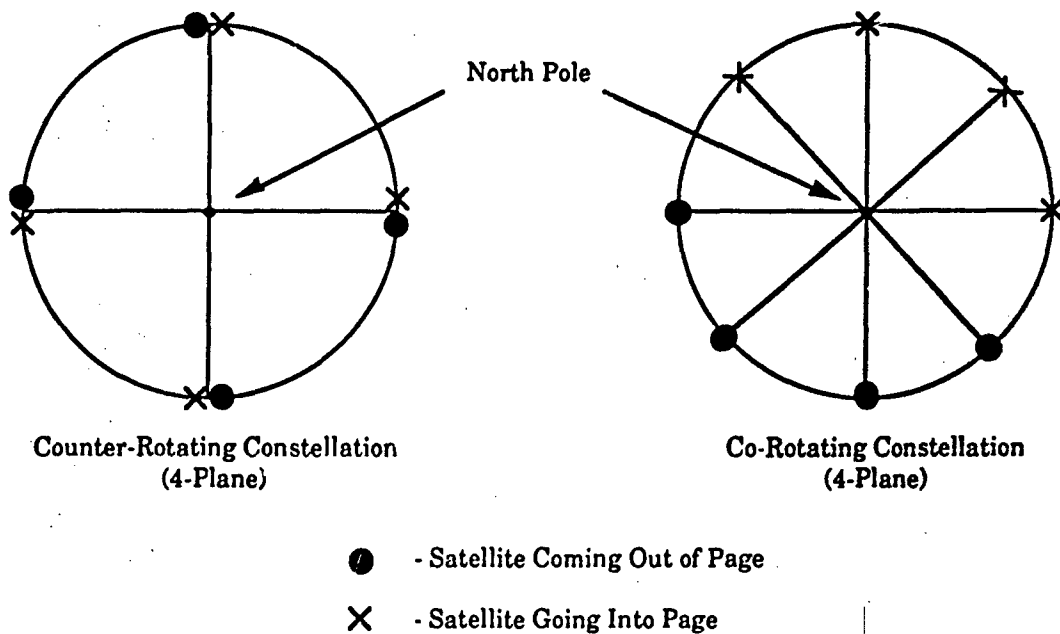 North Pole
Counter-Rotating Constellation
(4-Plane)
Co-Rotating Constellation
(4-Plane)
- Satellite Coming Out of Page
- Satellite Going Into Page